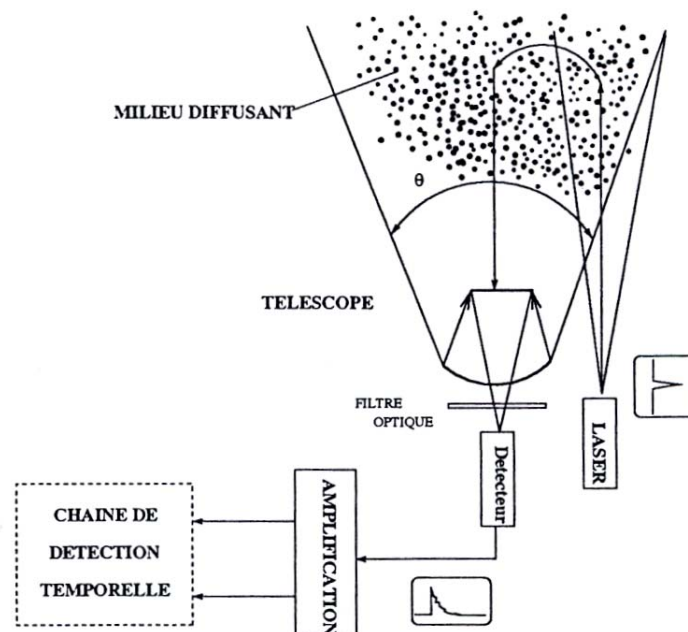 MILIEU DIFFUSANT
θ
TELESCOPE
FILTRE
OPTIQUE
LASER
Detecteur
AMPLIFICATION
CHAINE DE
DETECTION
TEMPORELLE